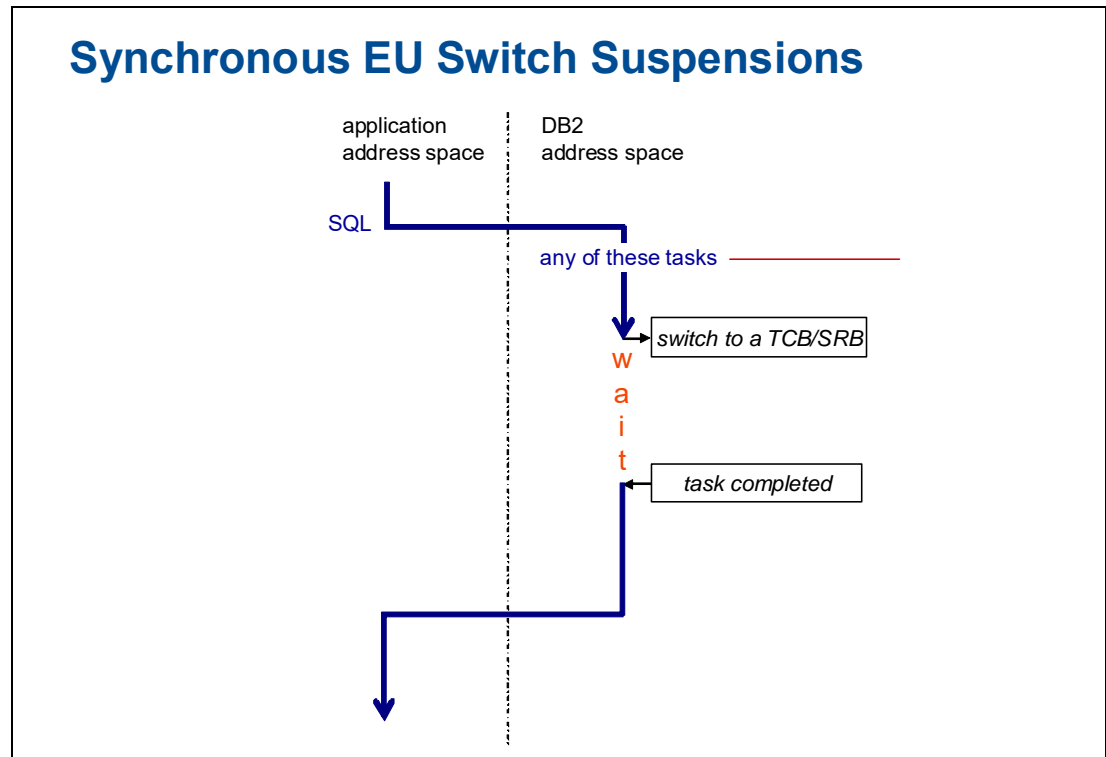 Synchronous EU Switch Suspensions
application
address space
DB2
address space
SQL
any of these tasks
switch to a TCB/SRB
w
a
i
t
task completed